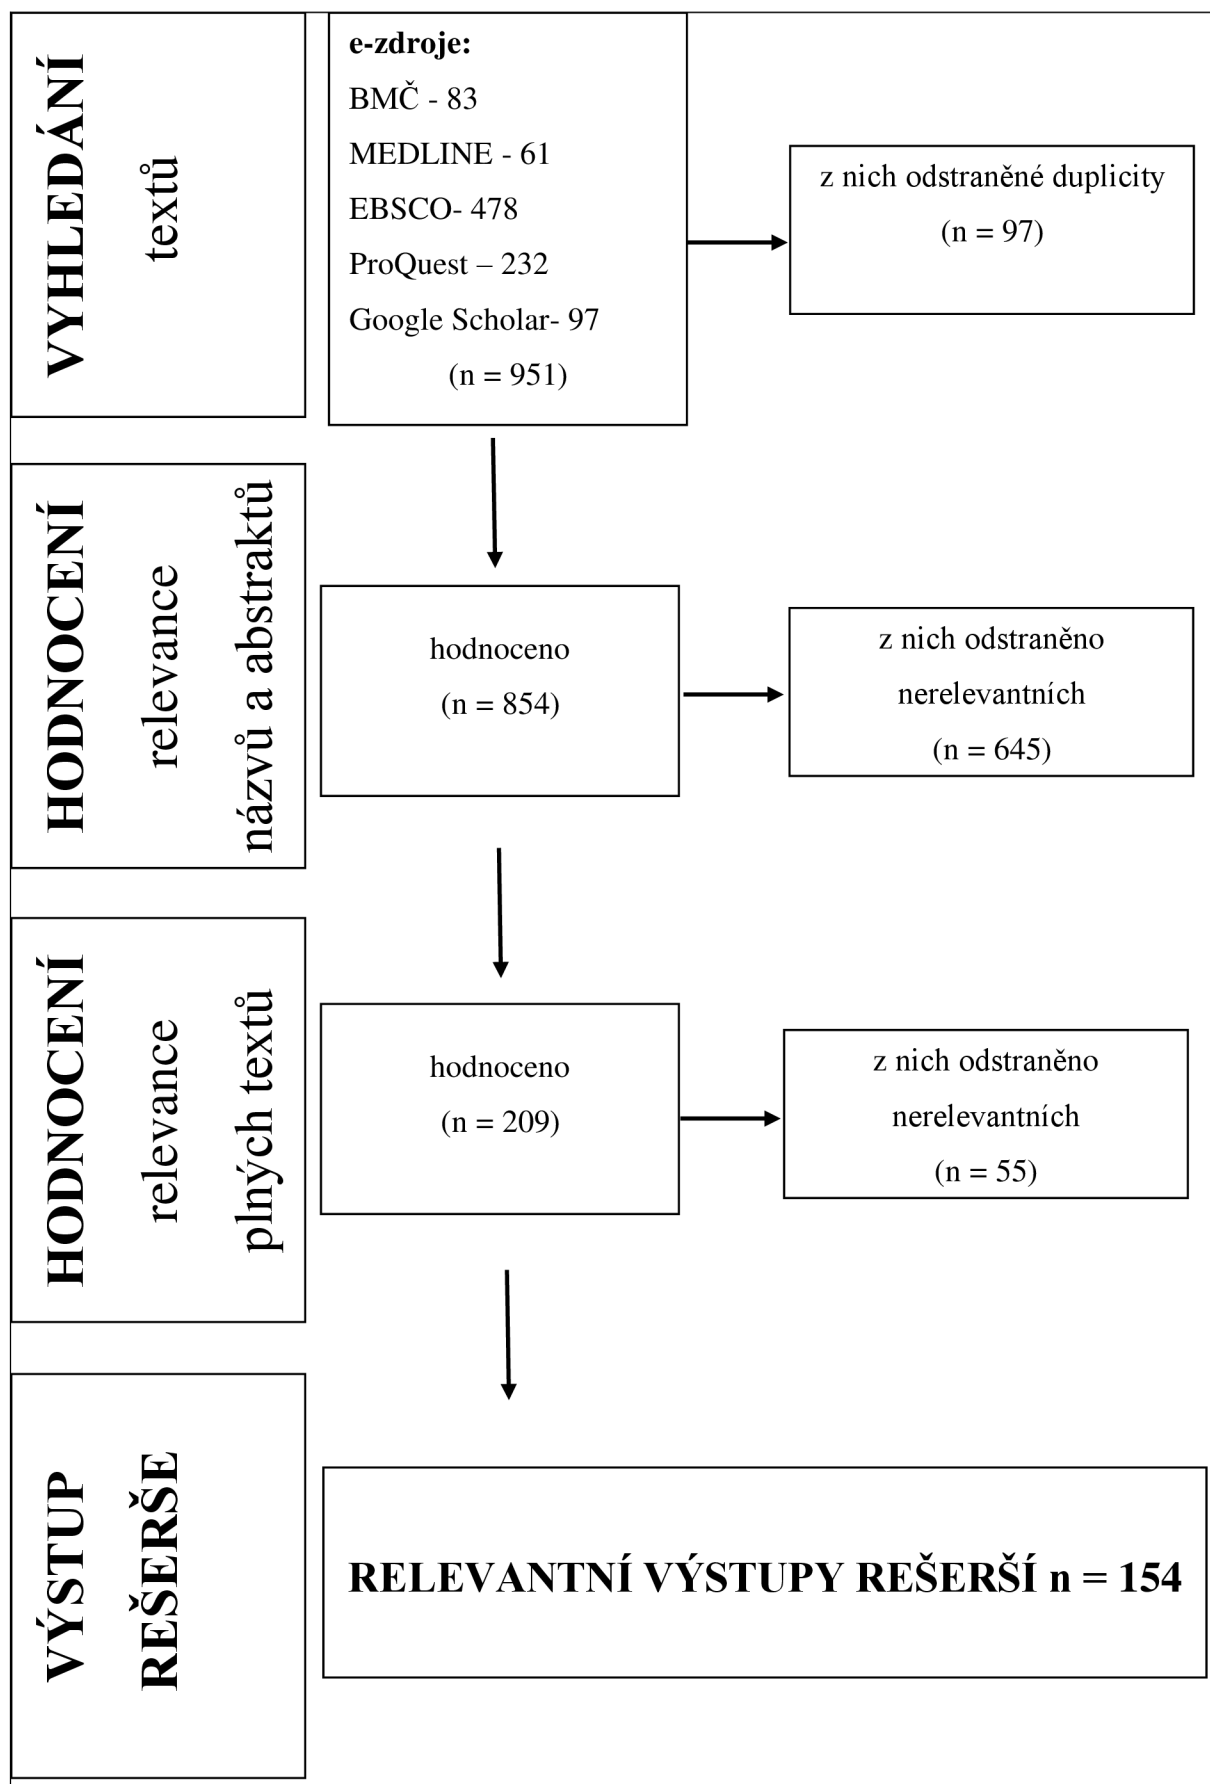 VYHLEDÁNÍ
textů
e-zdroje:
BMČ - 83
MEDLINE - 61
EBSCO- 478
ProQuest – 232
Google Scholar- 97
(n = 951)
z nich odstraněné duplicity
(n = 97)
HODNOCENÍ
relevance
názvů a abstraktů
hodnoceno
(n = 854)
z nich odstraněno
nerelevantních
(n = 645)
HODNOCENÍ
relevance
plných textů
hodnoceno
(n = 209)
z nich odstraněno
nerelevantních
(n = 55)
VÝSTUP
REŠERŠE
RELEVANTNÍ VÝSTUPY REŠERŠÍ n = 154